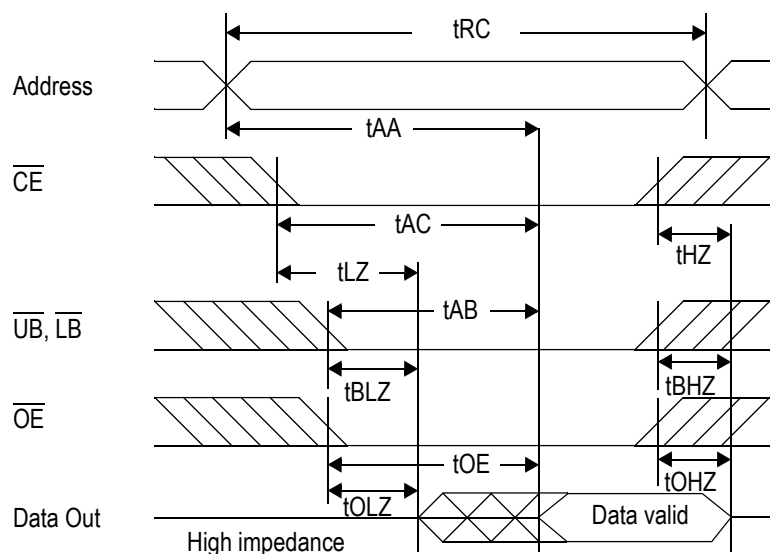 tRC
Address
tAA
CE
tAC
tHZ
tLZ
tAB
UB, LB
tBLZ
tBHZ
OE
tOE
tOHZ
tOLZ
Data Out
Data valid
High impedance